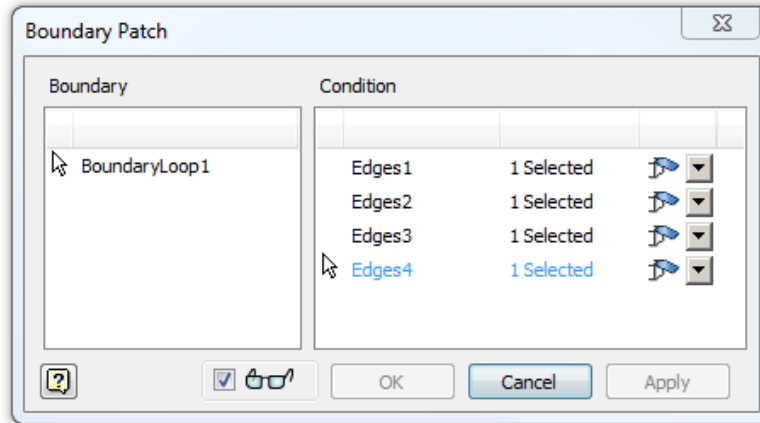 Boundary Patch
Boundary
Condition
BoundaryLoop1
Edges1 1 Selected
Edges2 1 Selected
Edges3 1 Selected
Edges4 1 Selected
? OK Cancel Apply